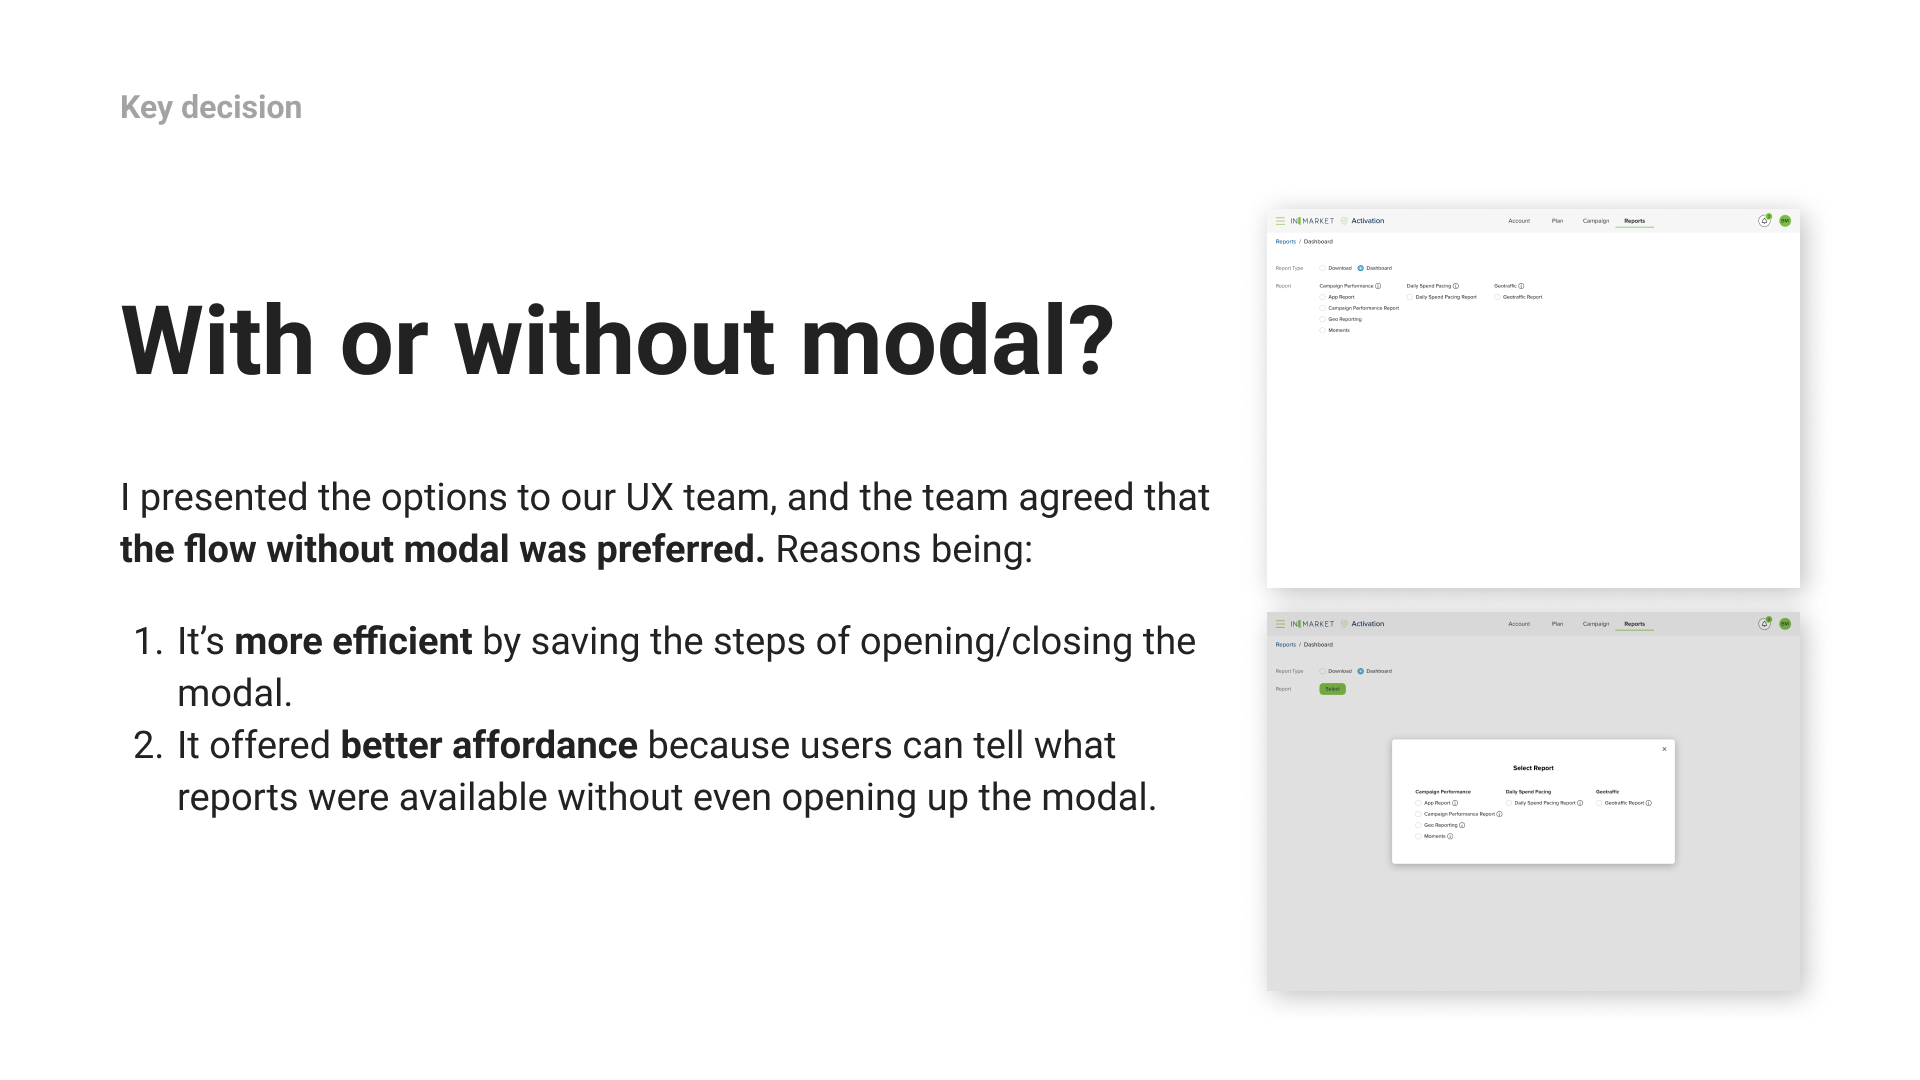 Key decision
With or without modal?
I presented the options to our UX team, and the team agreed that
the flow without modal was preferred. Reasons being:
1. It’s more efficient by saving the steps of opening/closing the
modal.
2. It offered better affordance because users can tell what
reports were available without even opening up the modal.
INMARKET Activation Account Plan Campaign Reports
Reports / Dashboard
Report Type Download Dashboard
Report Campaign Performance Daily Spend Pacing Geotraffic
App Report Daily Spend Pacing Report Geotraffic Report
Campaign Performance Report
Geo Reporting
Moments
INMARKET Activation Account Plan Campaign Reports
Reports / Dashboard
Report Type Download Dashboard
Report Select
Select Report
Campaign Performance Daily Spend Pacing Geotraffic
App Report Daily Spend Pacing Report Geotraffic Report
Campaign Performance Report
Geo Reporting
Moments